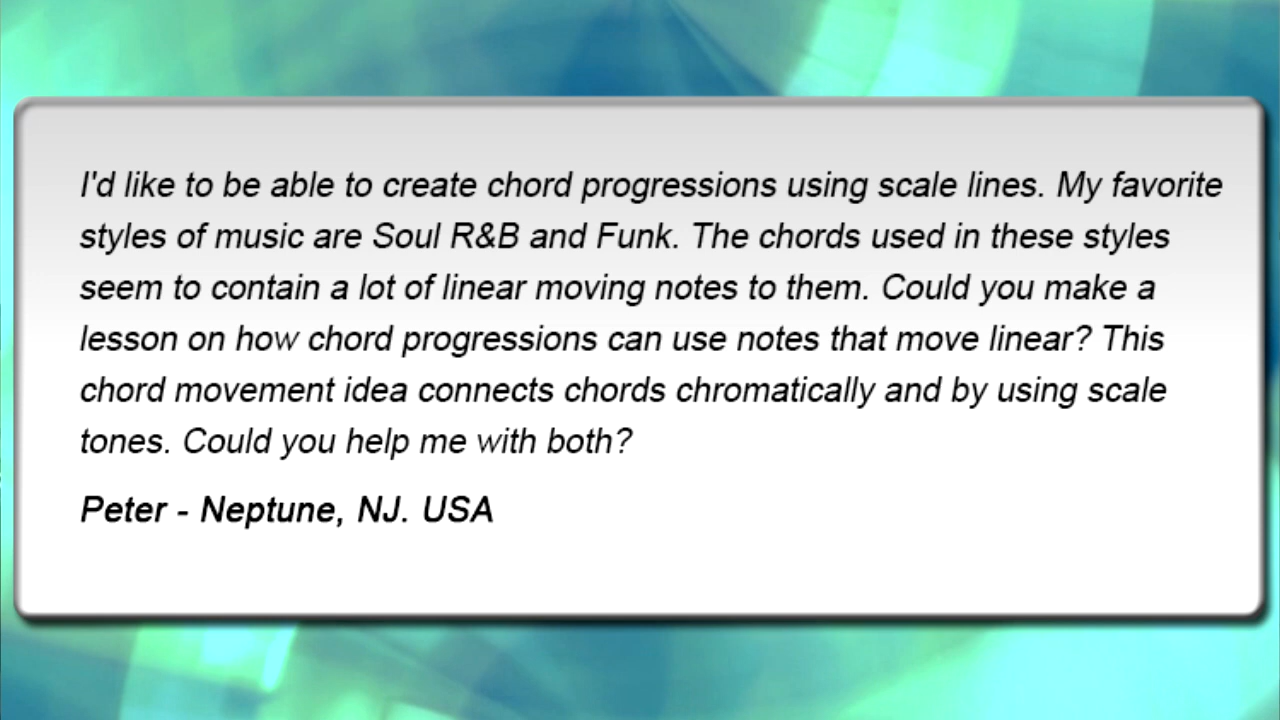 I'd like to be able to create chord progressions using scale lines. My favorite
styles of music are Soul R&B and Funk. The chords used in these styles
seem to contain a lot of linear moving notes to them. Could you make a
lesson on how chord progressions can use notes that move linear? This
chord movement idea connects chords chromatically and by using scale
tones. Could you help me with both?
Peter - Neptune, NJ. USA